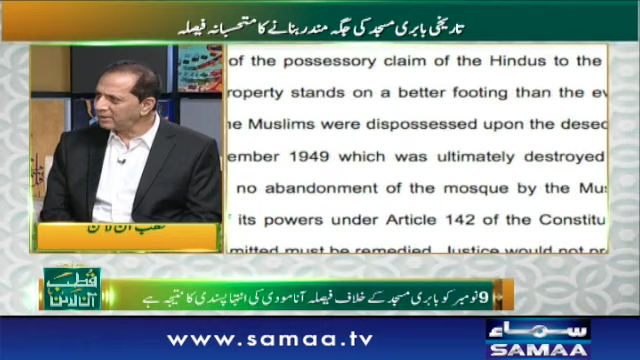 تاریخی بابری مسجد کی جگہ مندر بنانے کا متعصبانہ فیصلہ
of the possessory claim of the Hindus to the
roperty stands on a better footing than the ev
e Muslims were dispossessed upon the dese
ember 1949 which was ultimately destroyed
no abandonment of the mosque by the Mus
its powers under Article 142 of the Constitu
mitted must be remedied. Justice would not pr
قطب آن لائن
قطب آن لائن
9 نومبر کو بابری مسجد کے خلاف فیصلہ آنا مودی کی انتہا پسندی کا نتیجہ ہے
www.samaa.tv
سماء
SAMAA